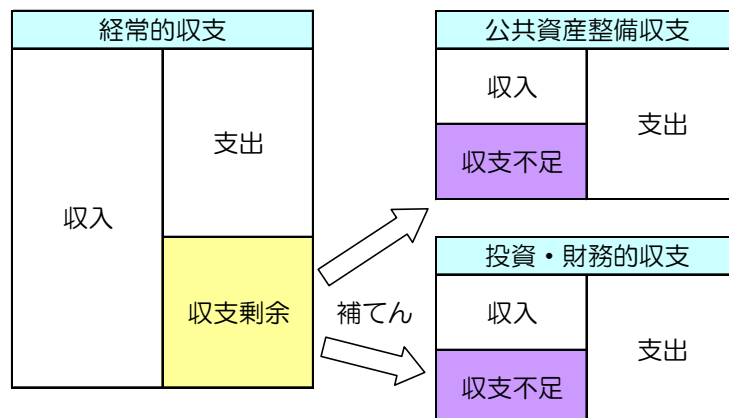 経常的収支
収入
支出
収支剰余
補てん
公共資産整備収支
収入
収支不足
支出
投資・財務的収支
収入
収支不足
支出